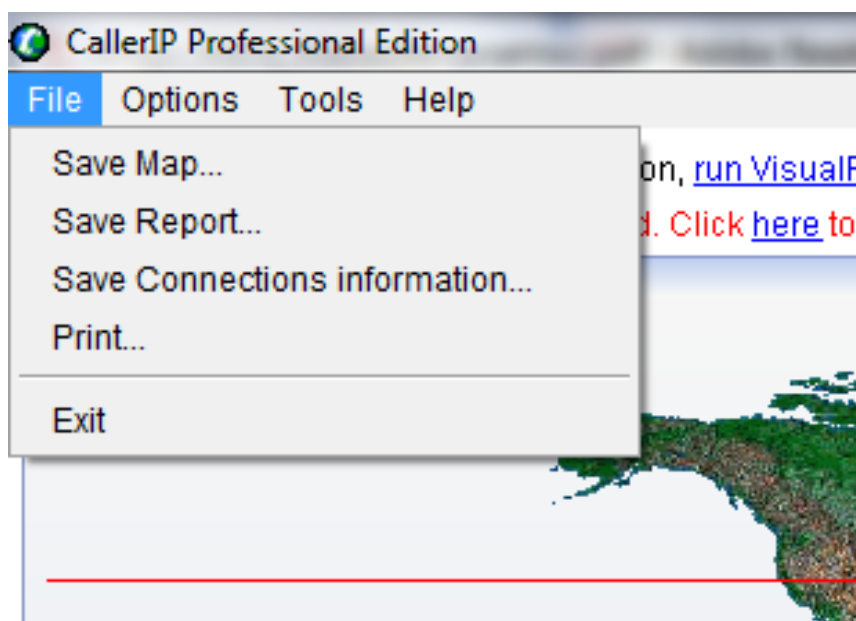 CallerIP Professional Edition
File Options Tools Help
Save Map...
on, run Visual
Save Report...
d. Click here to
Save Connections information...
Print...
Exit